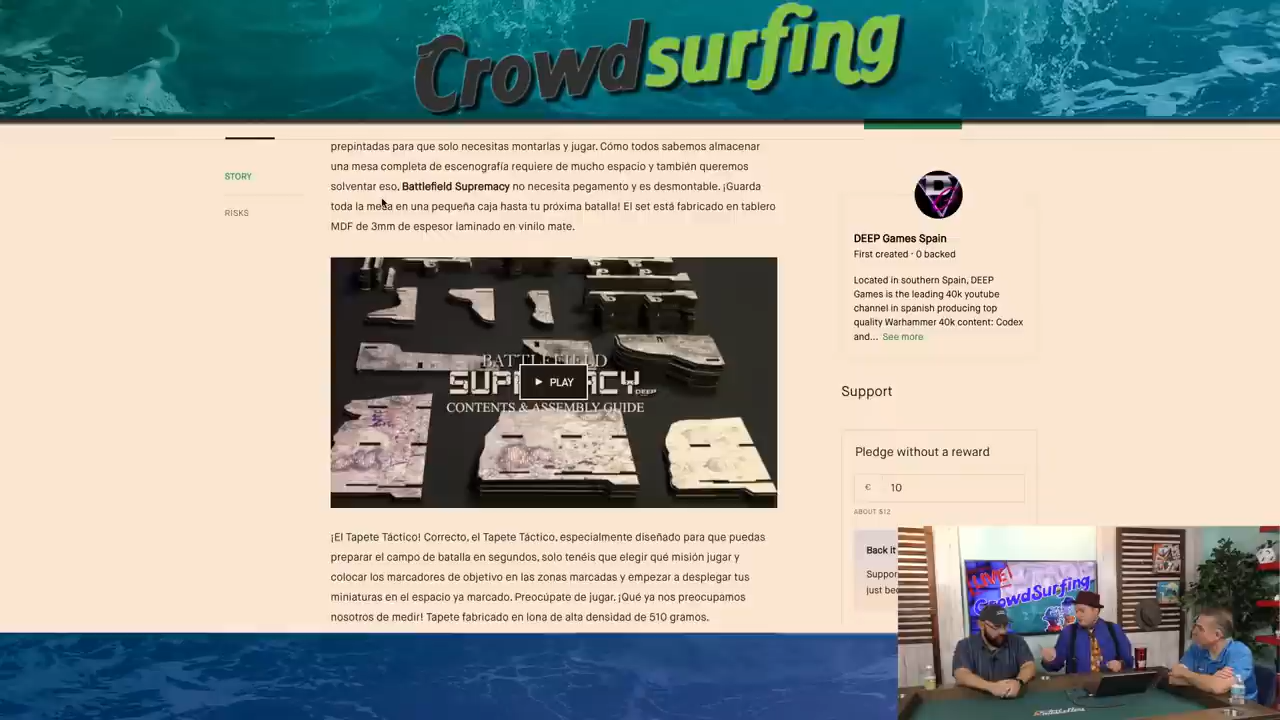 Crowdsurfing
prepintadas para que solo necesitas montarlas y jugar. Cómo todos sabemos almacenar
una mesa completa de escenografía requiere de mucho espacio y también queremos
solventar eso, Battlefield Supremacy no necesita pegamento y es desmontable. ¡Guarda
toda la mesa en una pequeña caja hasta tu próxima batalla! El set está fabricado en tablero
MDF de 3mm de espesor laminado en vinilo mate.
STORY
RISKS
BATTLEFIELD
PLAY
CONTENTS & ASSEMBLY GUIDE
¡El Tapete Táctico! Correcto, el Tapete Táctico, especialmente diseñado para que puedas
preparar el campo de batalla en segundos, solo tenéis que elegir qué misión jugar y
colocar los marcadores de objetivo en las zonas marcadas y empezar a desplegar tus
miniaturas en el espacio ya marcado. Preocúpate de jugar. ¡Qué ya nos preocupamos
nosotros de medir! Tapete fabricado en lona de alta densidad de 510 gramos.
DEEP Games Spain
First created · 0 backed
Located in southern Spain, DEEP
Games is the leading 40k youtube
channel in spanish producing top
quality Warhammer 40k content: Codex
and... See more
Support
Pledge without a reward
€ 10
ABOUT $12
Back it
LIVE!
CrowdSurfing